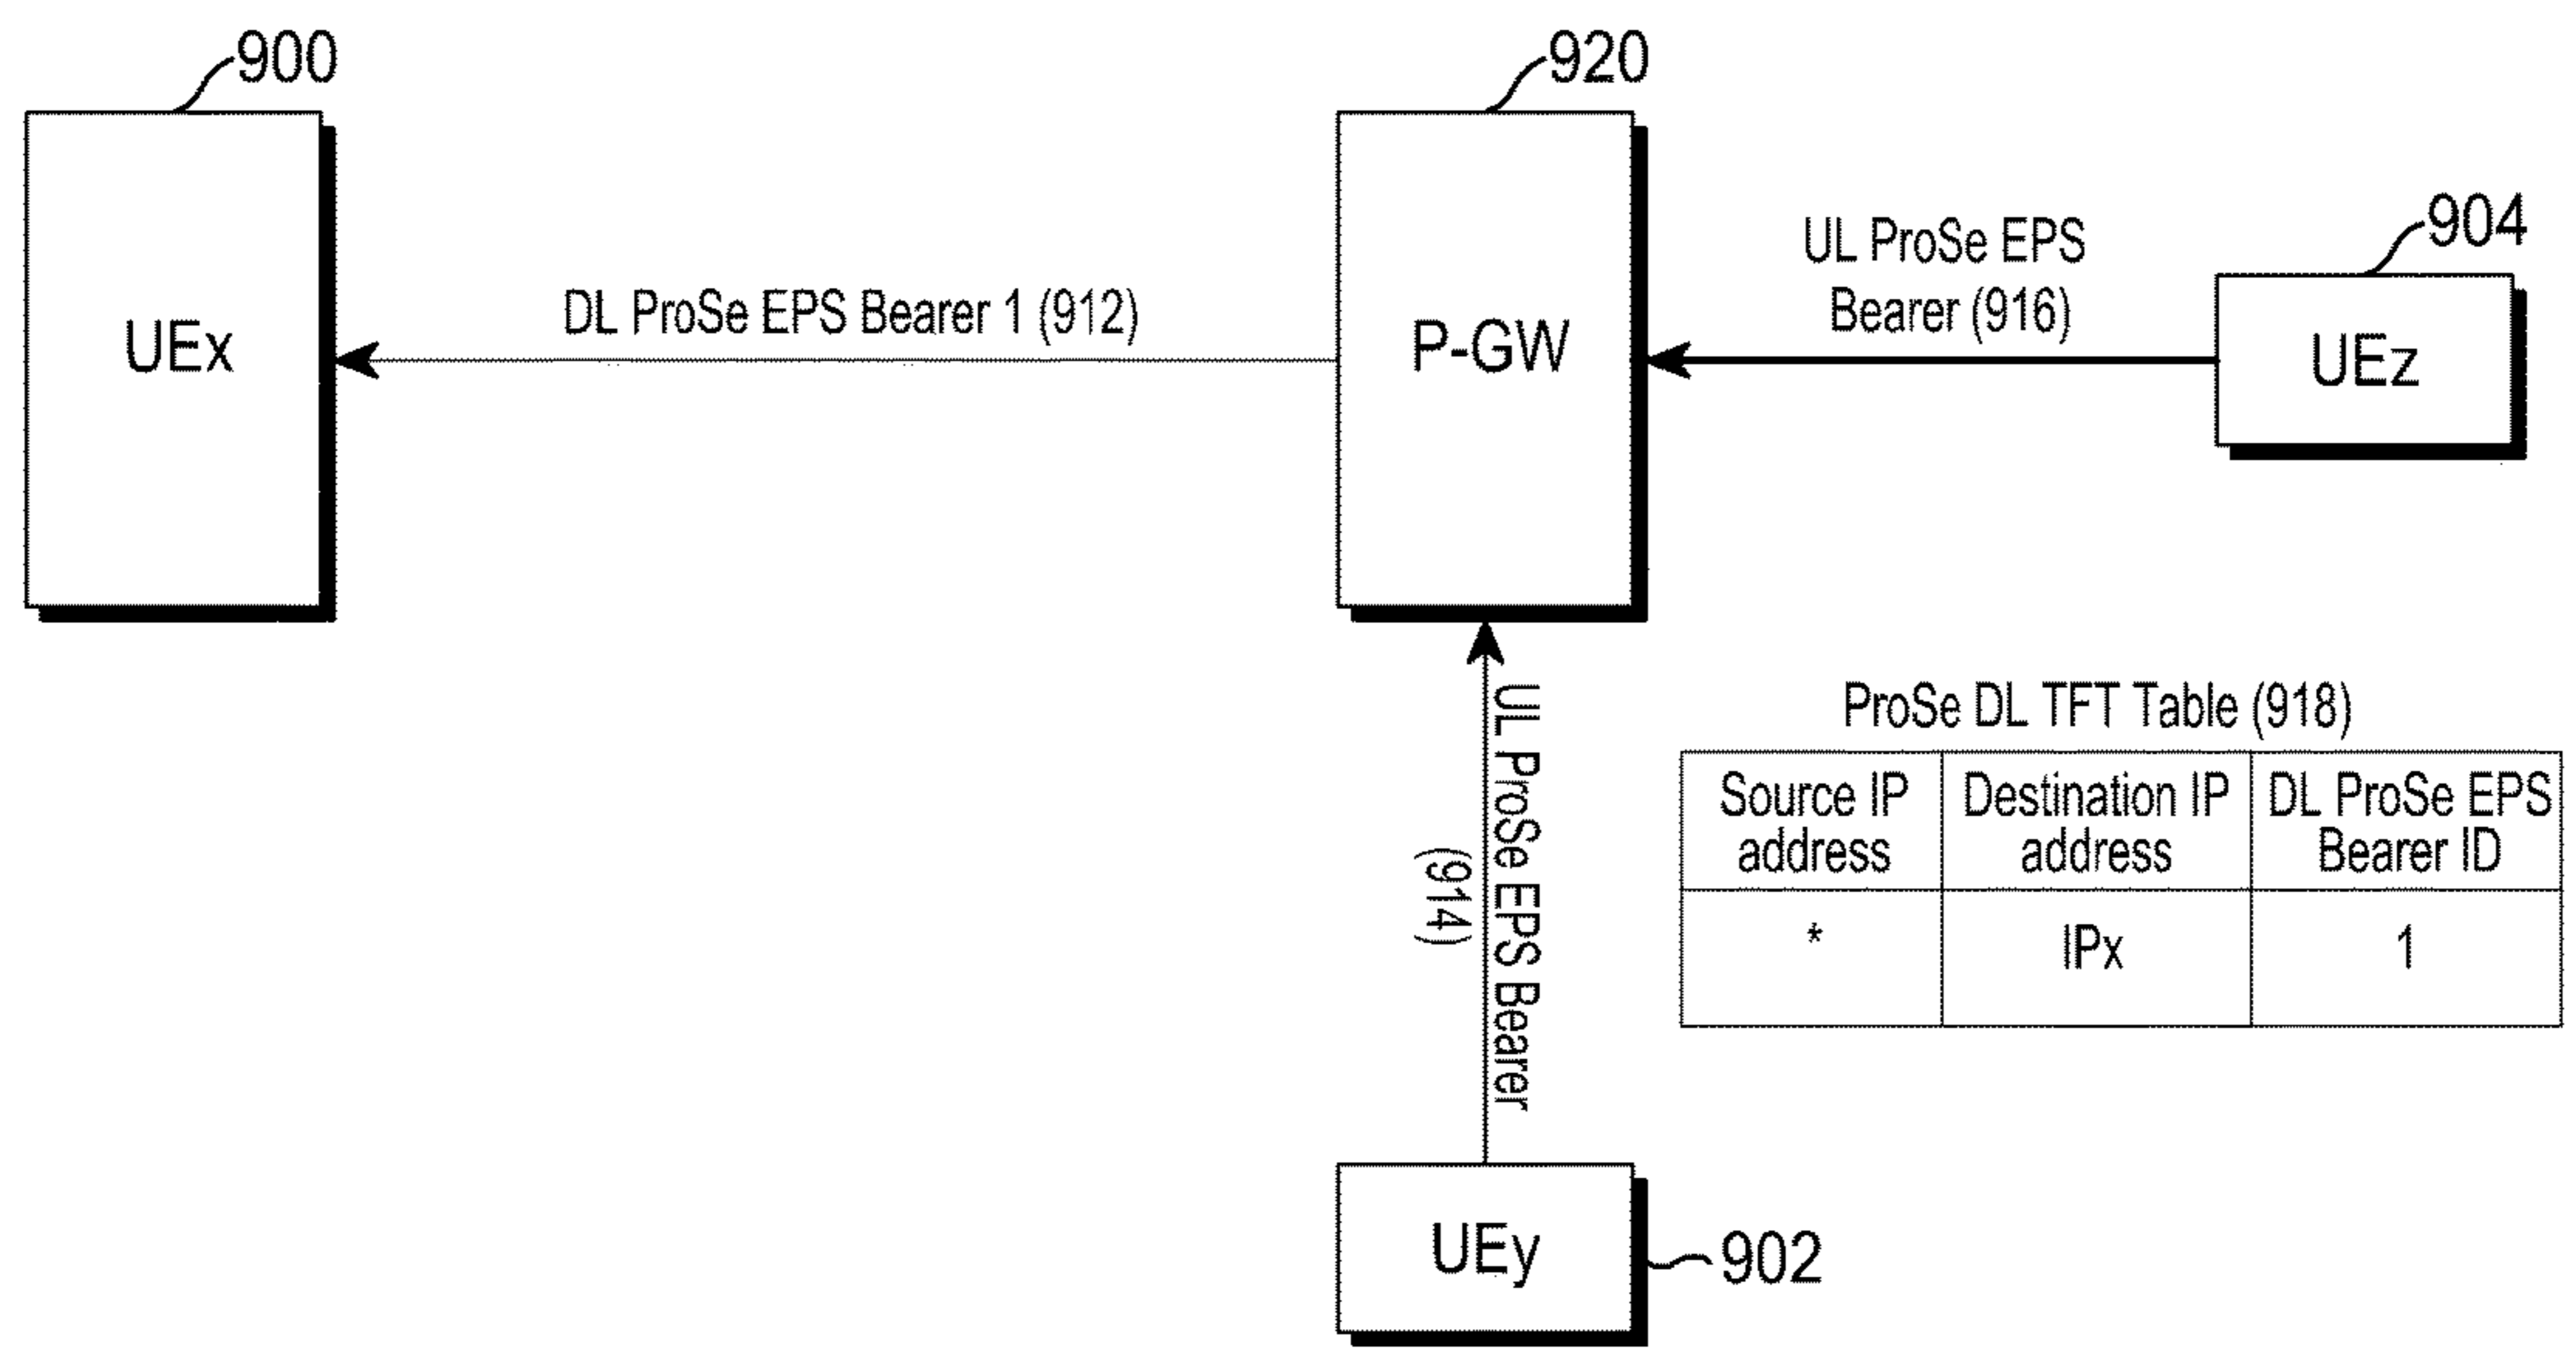 900
920
904
UEx
DL ProSe EPS Bearer 1 (912)
P-GW
UL ProSe EPS
Bearer (916)
UEz
UL ProSe EPS Bearer
(914)
ProSe DL TFT Table (918)
Source IP address
Destination IP address
DL ProSe EPS Bearer ID
*
IPx
1
UEy
902